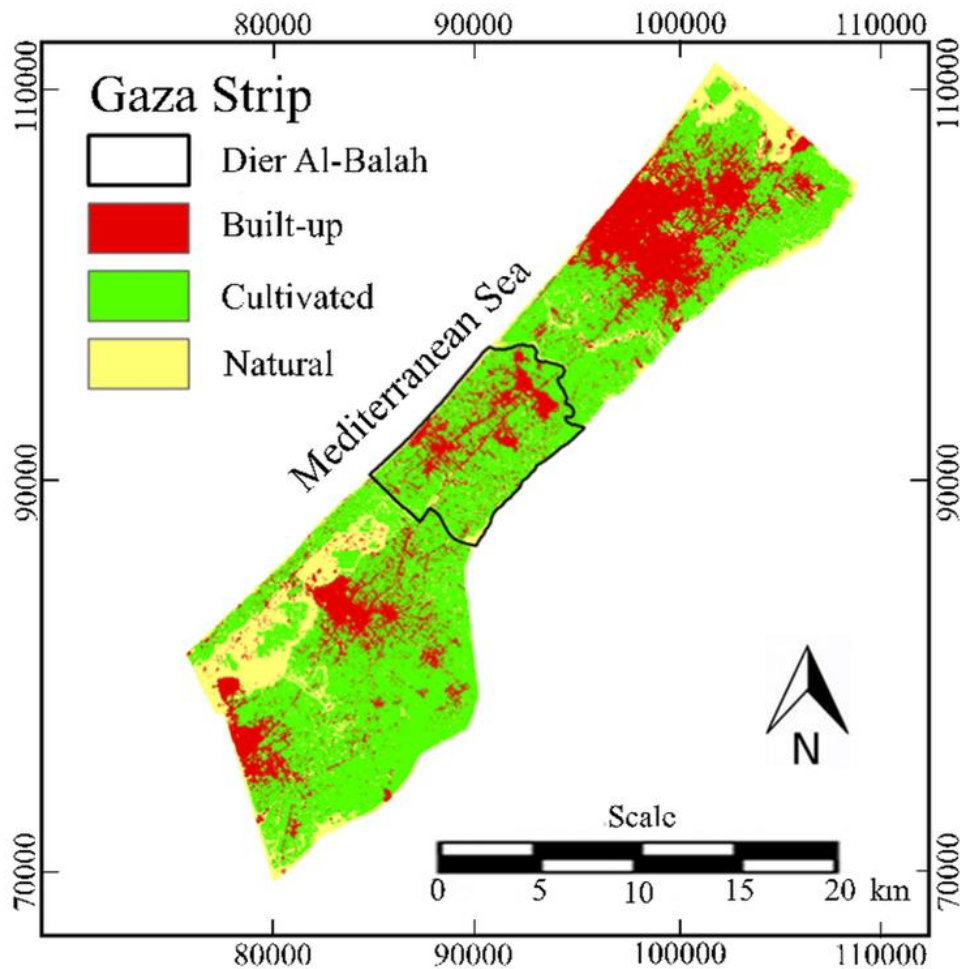 80000 90000 100000 110000
110000 110000
Gaza Strip
Dier Al-Balah
Built-up
Cultivated
Natural
Mediterranean Sea
90000 90000
N
Scale
70000 70000
0 5 10 15 20 km
80000 90000 100000 110000